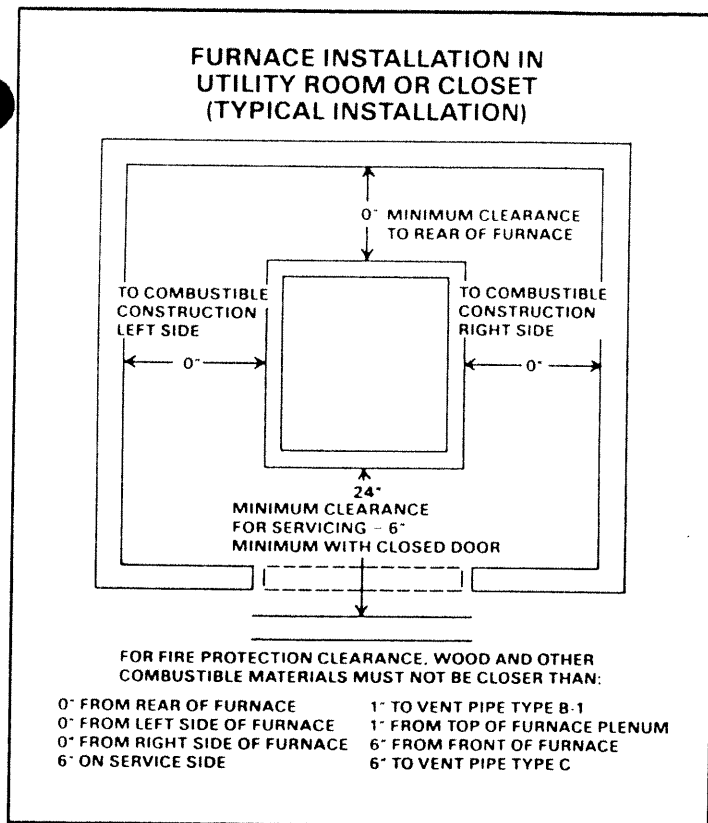 FURNACE INSTALLATION IN
UTILITY ROOM OR CLOSET
(TYPICAL INSTALLATION)
0" MINIMUM CLEARANCE
TO REAR OF FURNACE
TO COMBUSTIBLE
CONSTRUCTION
LEFT SIDE
0"
TO COMBUSTIBLE
CONSTRUCTION
RIGHT SIDE
0"
24"
MINIMUM CLEARANCE
FOR SERVICING - 6"
MINIMUM WITH CLOSED DOOR
FOR FIRE PROTECTION CLEARANCE, WOOD AND OTHER
COMBUSTIBLE MATERIALS MUST NOT BE CLOSER THAN:
0" FROM REAR OF FURNACE
0" FROM LEFT SIDE OF FURNACE
0" FROM RIGHT SIDE OF FURNACE
6" ON SERVICE SIDE
1" TO VENT PIPE TYPE B-1
1" FROM TOP OF FURNACE PLENUM
6" FROM FRONT OF FURNACE
6" TO VENT PIPE TYPE C